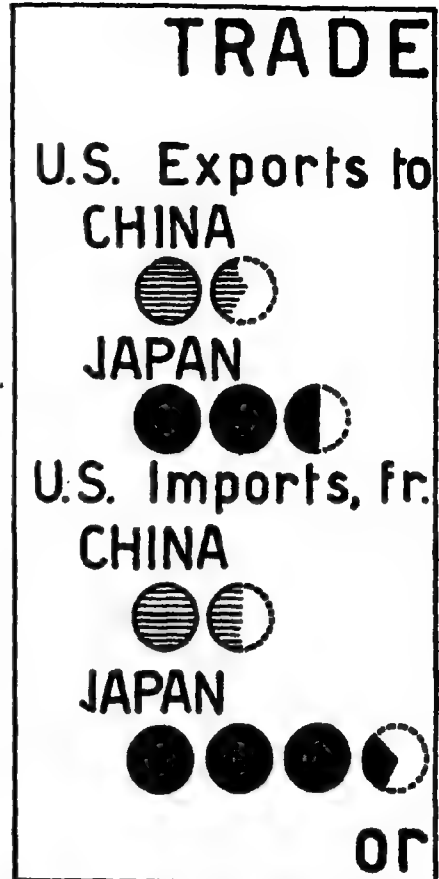 TRADE
U.S. Exports to
CHINA
JAPAN
U.S. Imports, fr.
CHINA
JAPAN
or